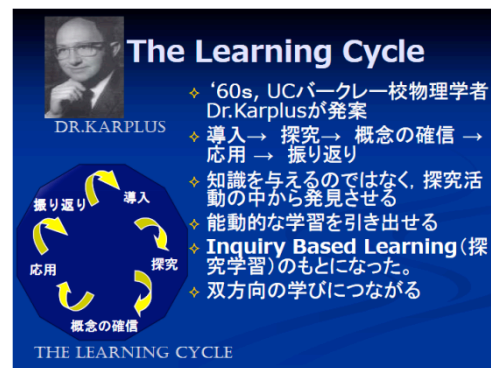 The Learning Cycle
DR.KARPLUS
‘60s, UCバークレー校物理学者
Dr.Karplusが発案
導入→ 探究→ 概念の確信 →
応用 → 振り返り
知識を与えるのではなく，探究活
動の中から発見させる
能動的な学習を引き出せる
Inquiry Based Learning（探
究学習）のもとになった。
双方向の学びにつながる
導入
探究
概念の確信
応用
振り返り
THE LEARNING CYCLE